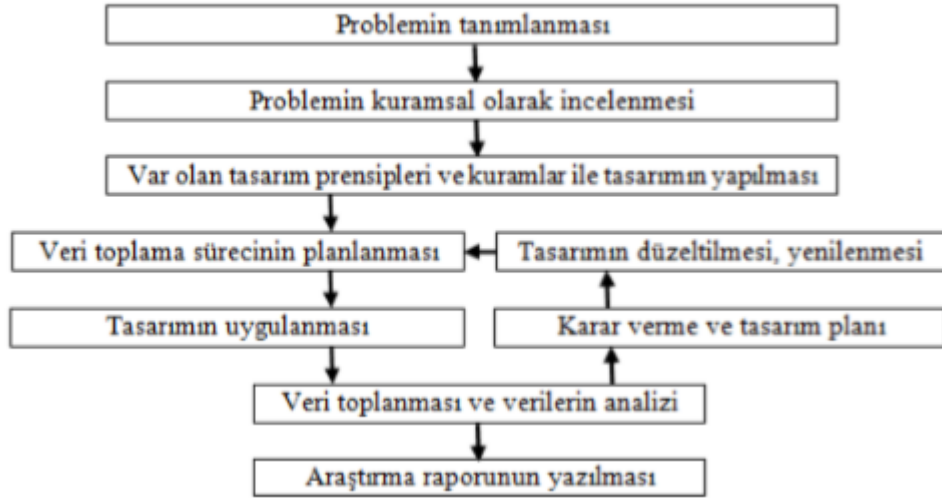 Problemin tanımlanması
Problemin kuramsal olarak incelenmesi
Var olan tasarım prensipleri ve kuramlar ile tasarımın yapılması
Veri toplama sürecinin planlanması
Tasarımın düzeltilmesi, yenilenmesi
Tasarımın uygulanması
Karar verme ve tasarım planı
Veri toplanması ve verilerin analizi
Araştırma raporunun yazılması